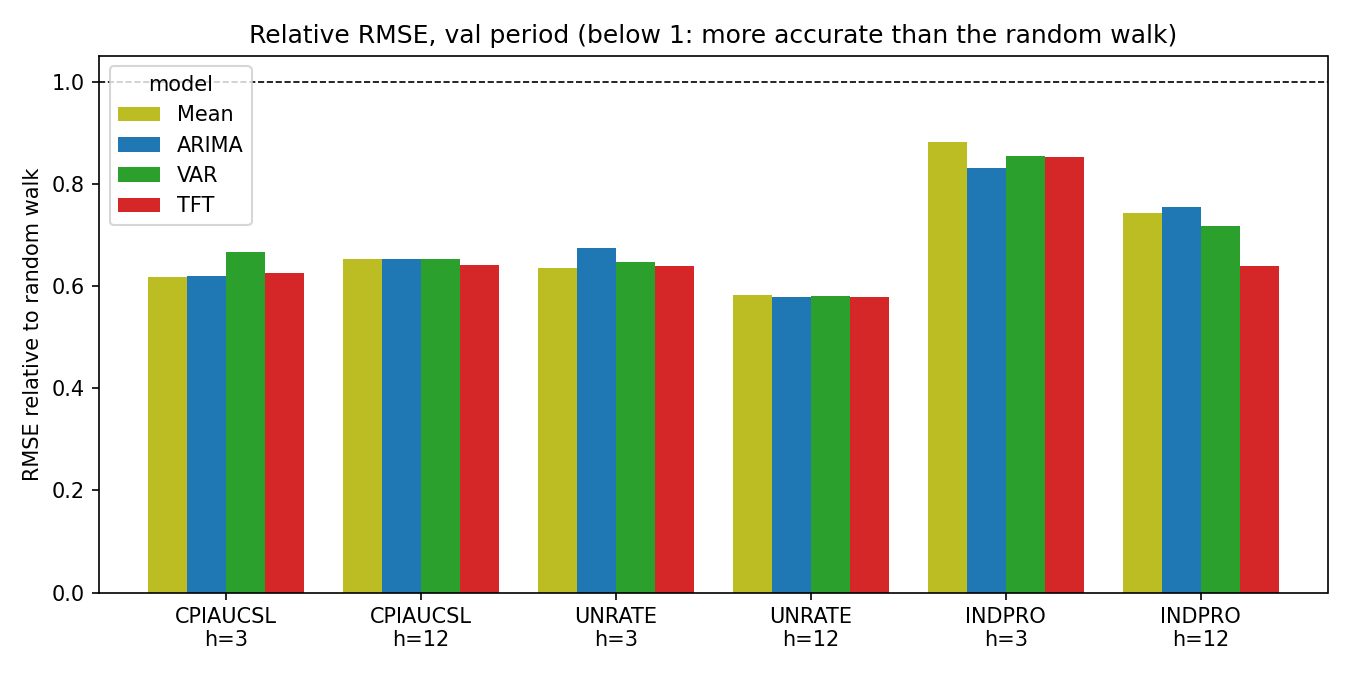 Relative RMSE, val period (below 1: more accurate than the random walk)
RMSE relative to random walk
1.0
0.8
0.6
0.4
0.2
0.0
model
Mean
ARIMA
VAR
TFT
CPIAUCSL
h=3
CPIAUCSL
h=12
UNRATE
h=3
UNRATE
h=12
INDPRO
h=3
INDPRO
h=12